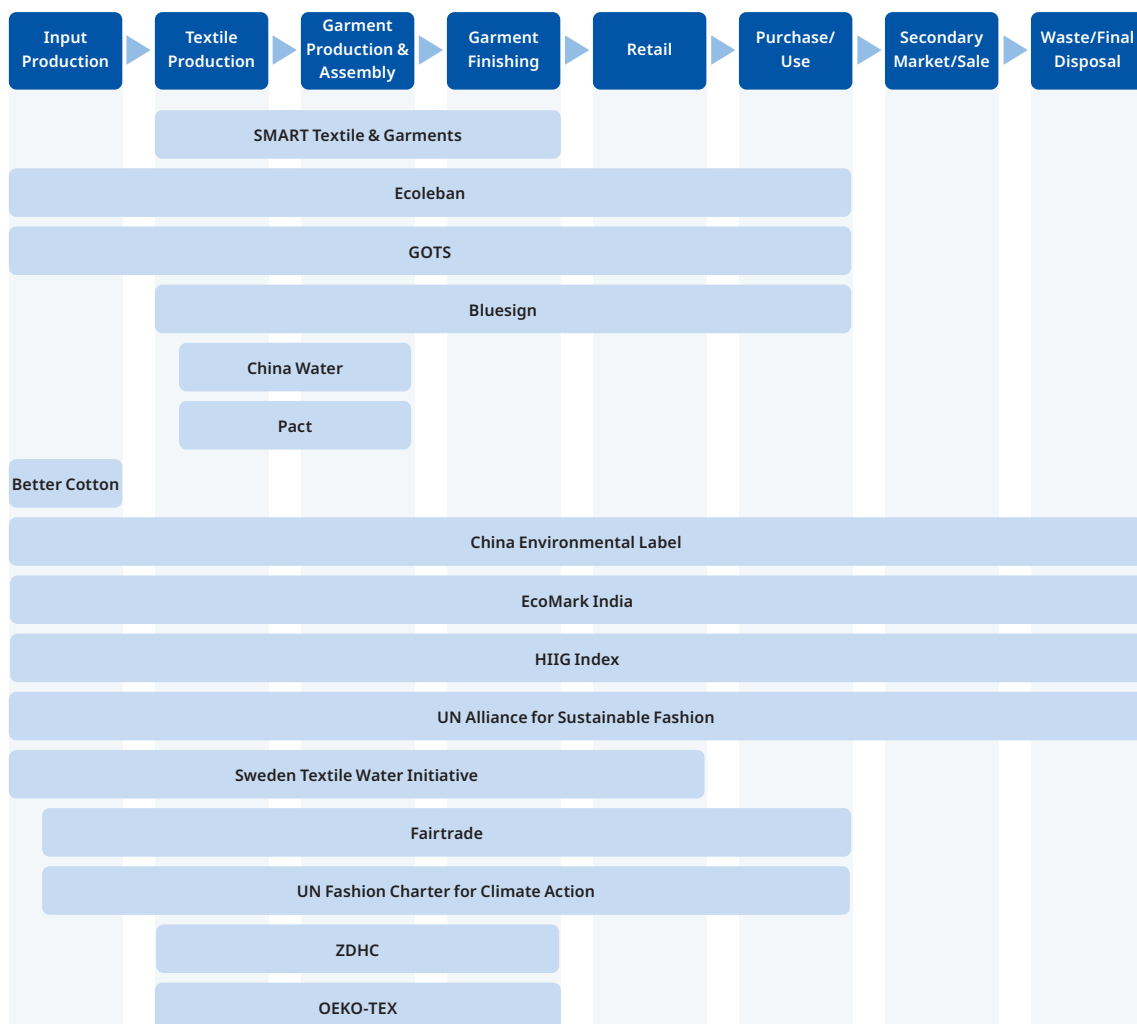 Input
Production
Textile
Production
Garment
Production &
Assembly
Garment
Finishing
Retail
Purchase/
Use
Secondary
Market/Sale
Waste/Final
Disposal
SMART Textile & Garments
Ecoleban
GOTS
Bluesign
China Water
Pact
Better Cotton
China Environmental Label
EcoMark India
HIIG Index
UN Alliance for Sustainable Fashion
Sweden Textile Water Initiative
Fairtrade
UN Fashion Charter for Climate Action
ZDHC
OEKO-TEX